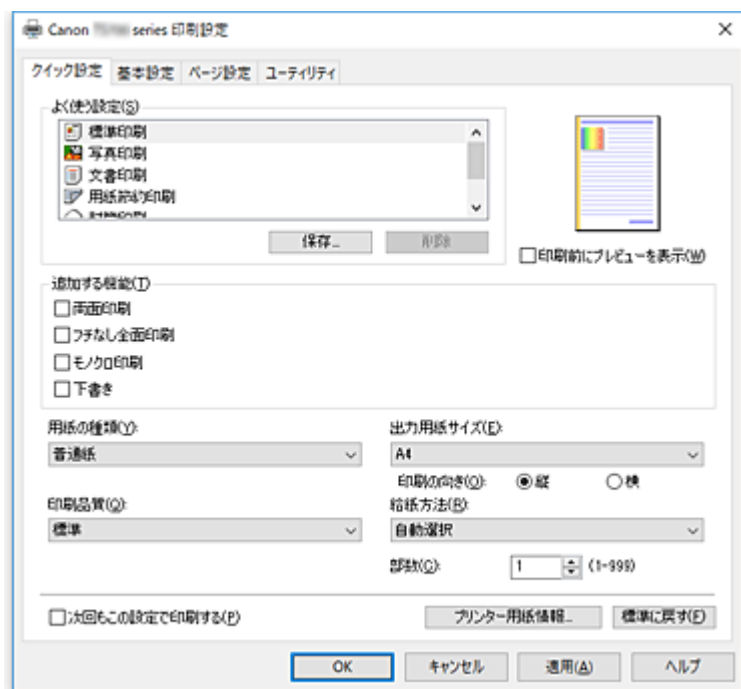 Canon series 印刷設定
クイック設定 基本設定 ページ設定 ユーティリティ
よく使う設定(S)
標準印刷
写真印刷
文書印刷
用紙節約印刷
保存...
削除
印刷前にプレビューを表示(W)
追加する機能(T)
両面印刷
フチなし全面印刷
モノクロ印刷
下書き
用紙の種類(Y):
普通紙
出力用紙サイズ(E):
A4
印刷の向き(O): 縦 横
印刷品質(Q):
標準
給紙方法(R):
自動選択
部数(C): 1 (1-999)
次回もこの設定で印刷する(P)
プリンター用紙情報...
標準に戻す(F)
OK キャンセル 適用(A) ヘルプ